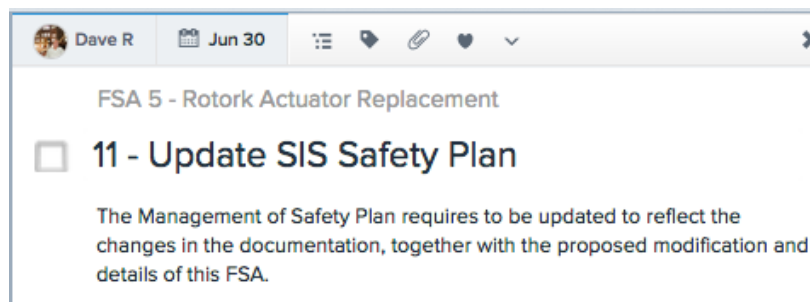 Dave R Jun 30
FSA 5 - Rotork Actuator Replacement
11 - Update SIS Safety Plan
The Management of Safety Plan requires to be updated to reflect the
changes in the documentation, together with the proposed modification and
details of this FSA.